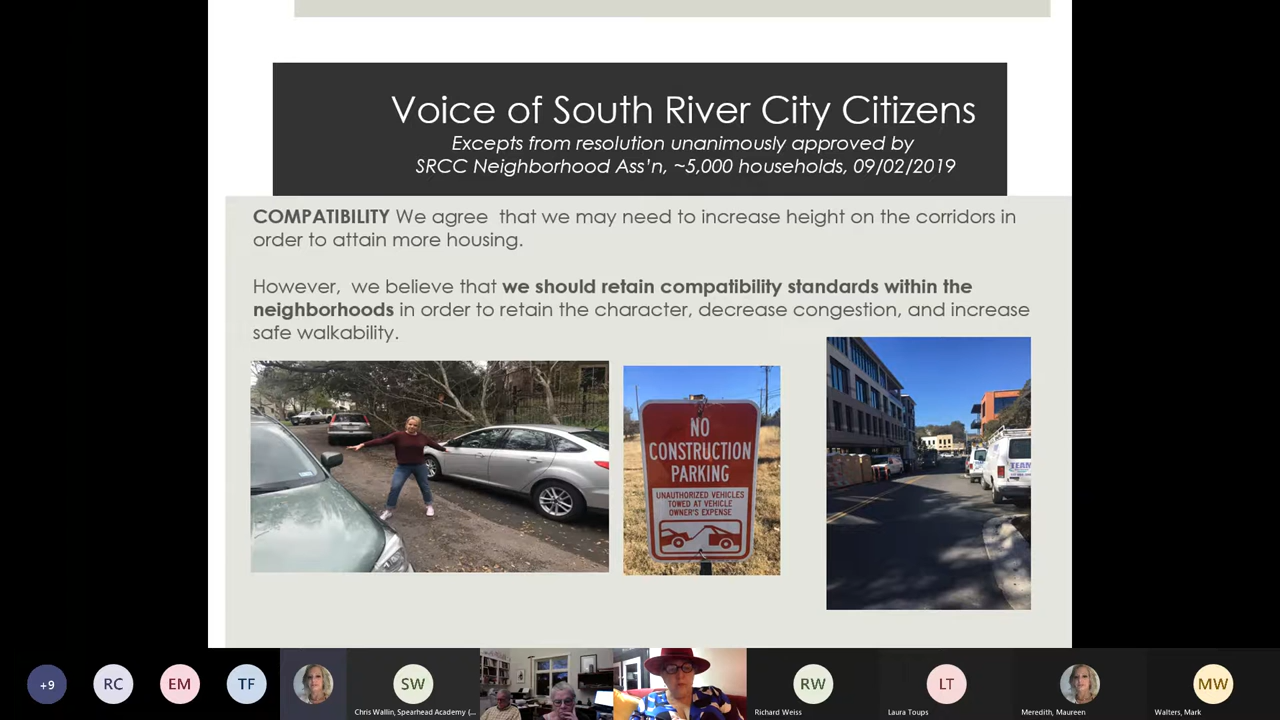 Voice of South River City Citizens
Excepts from resolution unanimously approved by
SRCC Neighborhood Ass'n, ~5,000 households, 09/02/2019
COMPATIBILITY We agree that we may need to increase height on the corridors in
order to attain more housing.
However, we believe that we should retain compatibility standards within the
neighborhoods in order to retain the character, decrease congestion, and increase
safe walkability.
NO
CONSTRUCTION
PARKING
UNAUTHORIZED VEHICLES
TOWED AT VEHICLE
OWNER'S EXPENSE
TEAM
+9
RC
EM
TF
SW
RW
LT
MW
Chris Wallin, Spearhead Academy (...
Richard Weiss
Laura Toups
Meredith, Maureen
Walters, Mark